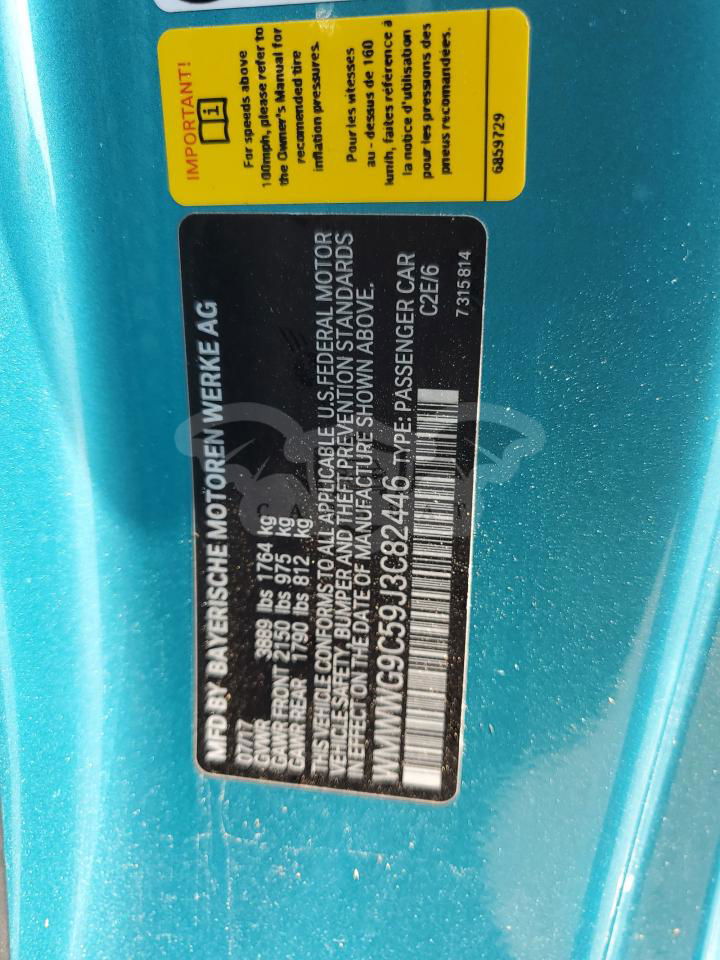 IMPORTANT!
For speeds above
100mph, please refer to
the Owner's Manual for
recomended tire
inflation pressures.
Pour les vitesses
au - dessus de 160
km/h, faites référence à
la notice d'utilisation
pour les pressions des
pneus recomandées.
6859729
MFD BY BAYERISCHE MOTOREN WERKE AG
07/17
GVWR 3889 lbs 1764 kg
GAWR FRONT 2150 lbs 975 kg
GAWR REAR 1790 lbs 812 kg
THIS VEHICLE CONFORMS TO ALL APPLICABLE U.S. FEDERAL MOTOR
VEHICLE SAFETY, BUMPER AND THEFT PREVENTION STANDARDS
IN EFFECT ON THE DATE OF MANUFACTURE SHOWN ABOVE.
WMWWG9C59J3C82446 TYPE: PASSENGER CAR
C2E/6
7315814